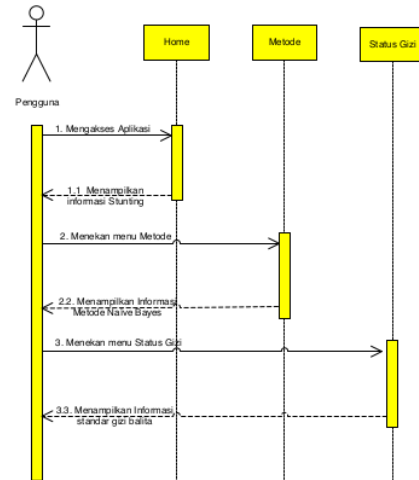 Home
Metode
Status Gizi
Pengguna
1. Mengakses Aplikasi
1.1 Menampilkan
informasi Stunting
2. Menekan menu Metode
2.2. Menampilkan Informasi
Metode Naive Bayes
3. Menekan menu Status Gizi
3.3. Menampilkan Informasi
standar gizi balita